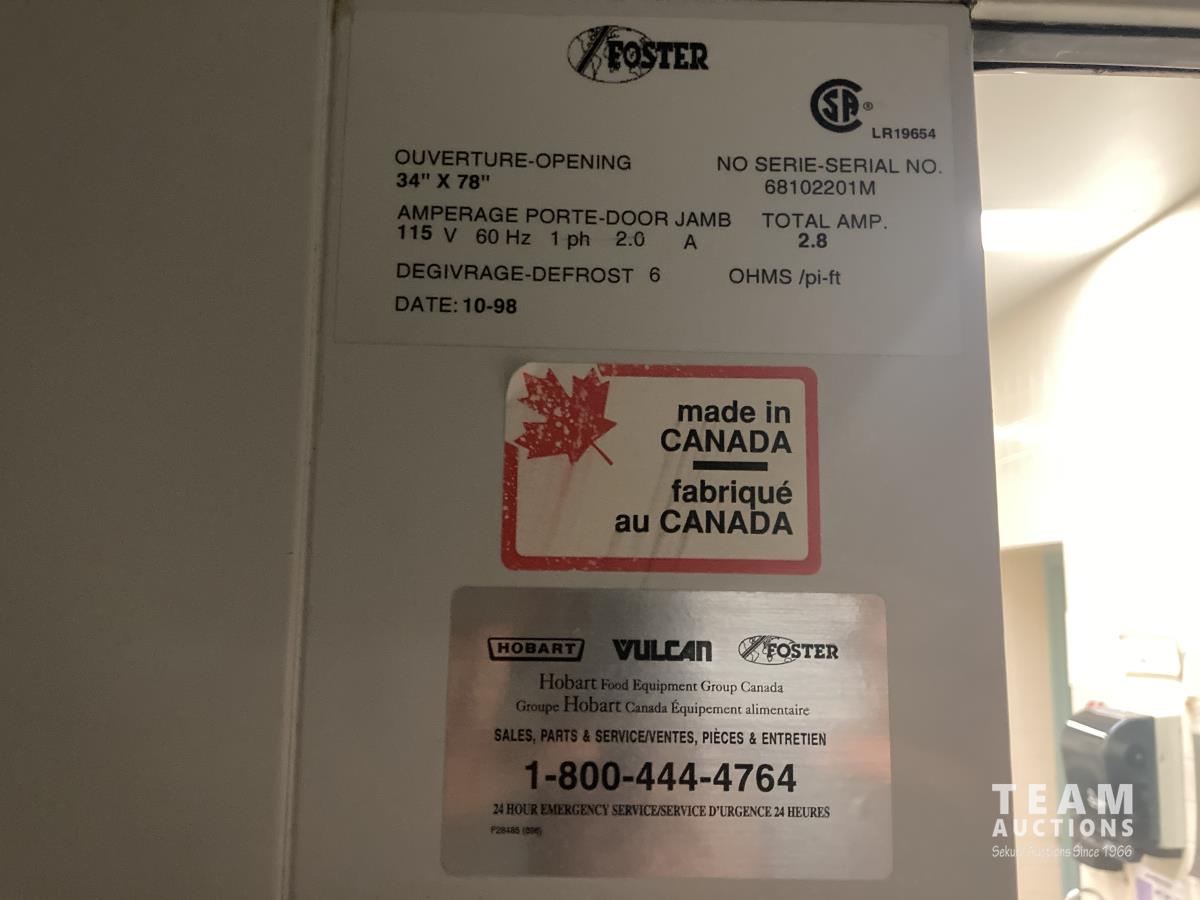 FOSTER
CSA ®
LR19654
OUVERTURE-OPENING
34" X 78"
NO SERIE-SERIAL NO.
68102201M
AMPERAGE PORTE-DOOR JAMB
115 V 60 Hz 1 ph 2.0 A
TOTAL AMP.
2.8
DEGIVRAGE-DEFROST 6 OHMS /pi-ft
DATE: 10-98
made in
CANADA
fabriqué
au CANADA
HOBART VULCAN FOSTER
Hobart Food Equipment Group Canada
Groupe Hobart Canada Équipement alimentaire
SALES, PARTS & SERVICE/VENTES, PIÈCES & ENTRETIEN
1-800-444-4764
24 HOUR EMERGENCY SERVICE/SERVICE D'URGENCE 24 HEURES
F28485
TEAM
AUCTIONS
Auctions Since 1966